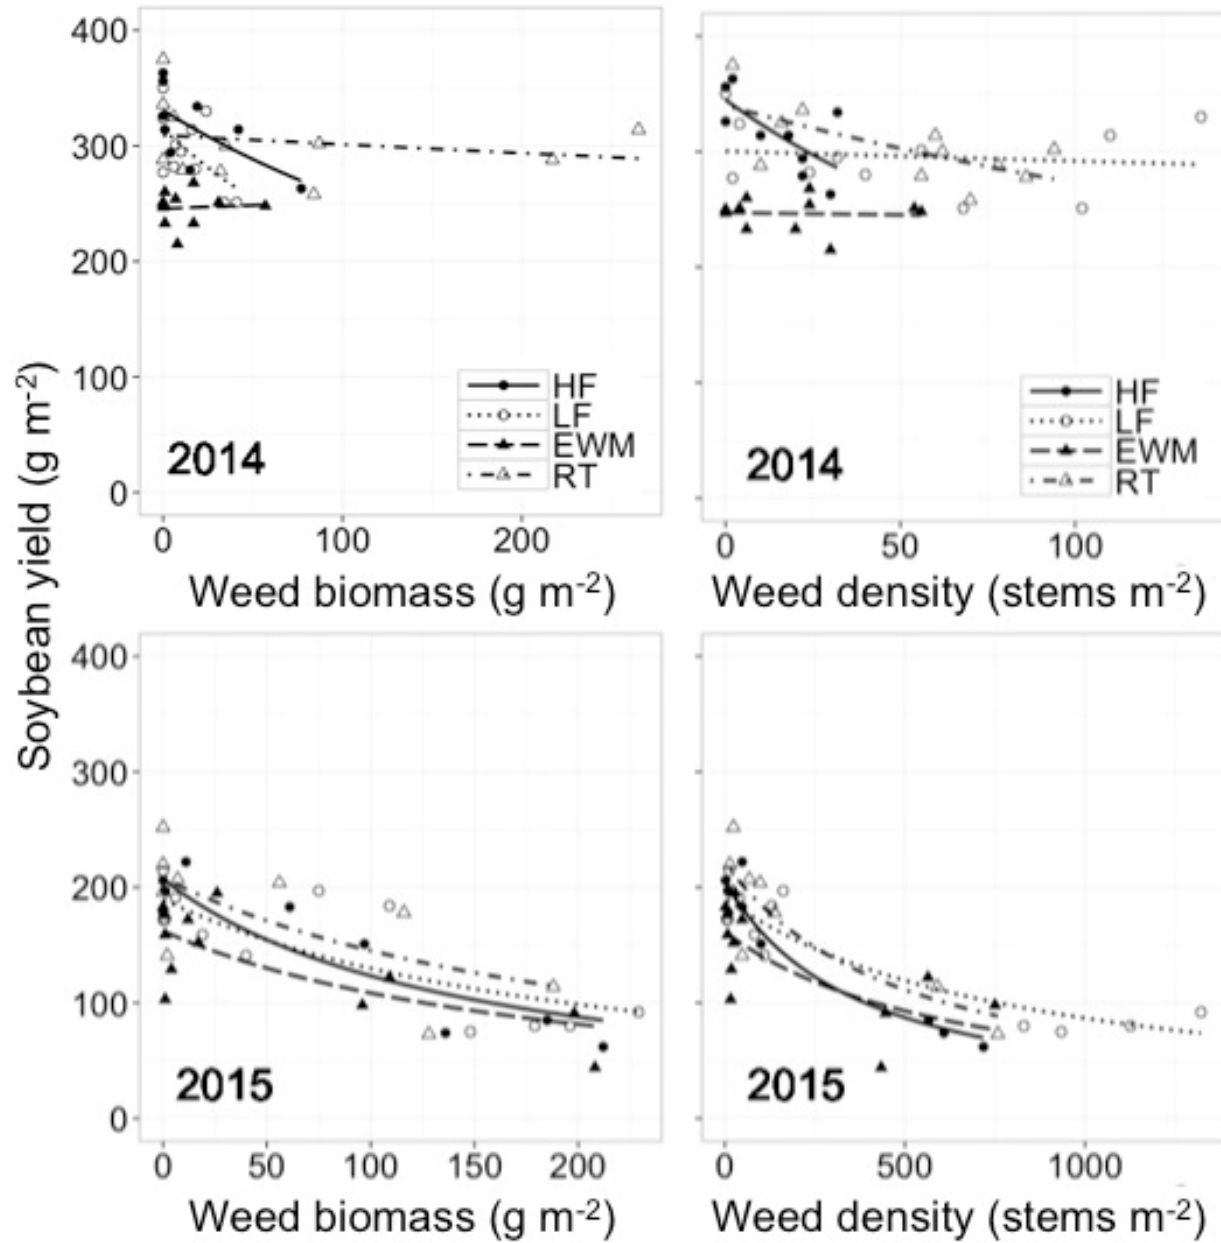 Soybean yield (g m-2)
400
300
200
100
0
HF
LF
EWM
RT
2014
0 100 200
Weed biomass (g m-2)
HF
LF
EWM
RT
2014
0 50 100
Weed density (stems m-2)
400
300
200
100
0
2015
0 50 100 150 200
Weed biomass (g m-2)
2015
0 500 1000
Weed density (stems m-2)